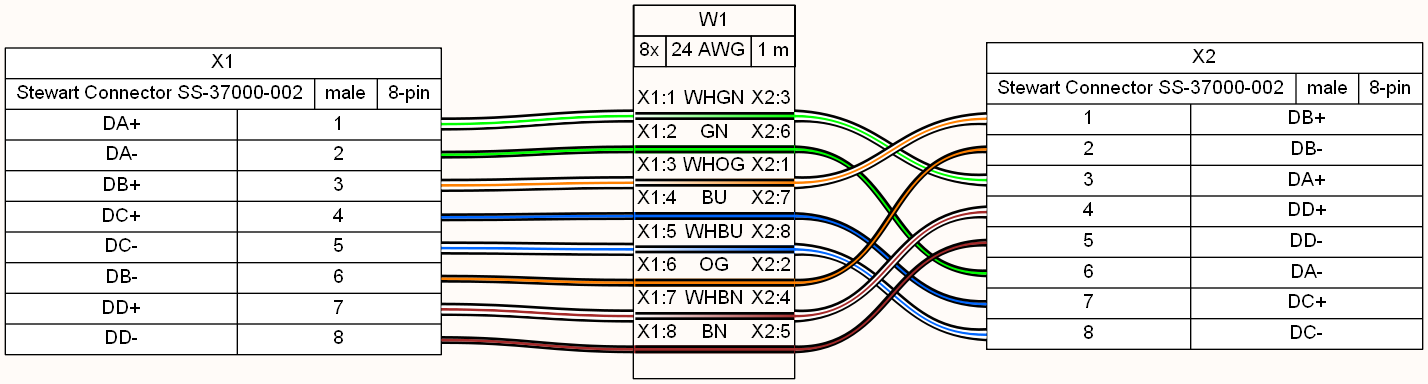 X1
Stewart Connector SS-37000-002 male 8-pin
DA+ 1
DA- 2
DB+ 3
DC+ 4
DC- 5
DB- 6
DD+ 7
DD- 8
W1
8x 24 AWG 1 m
X1:1 WHGN X2:3
X1:2 GN X2:6
X1:3 WHOG X2:1
X1:4 BU X2:7
X1:5 WHBU X2:8
X1:6 OG X2:2
X1:7 WHBN X2:4
X1:8 BN X2:5
X2
Stewart Connector SS-37000-002 male 8-pin
1 DB+
2 DB-
3 DA+
4 DD+
5 DD-
6 DA-
7 DC+
8 DC-